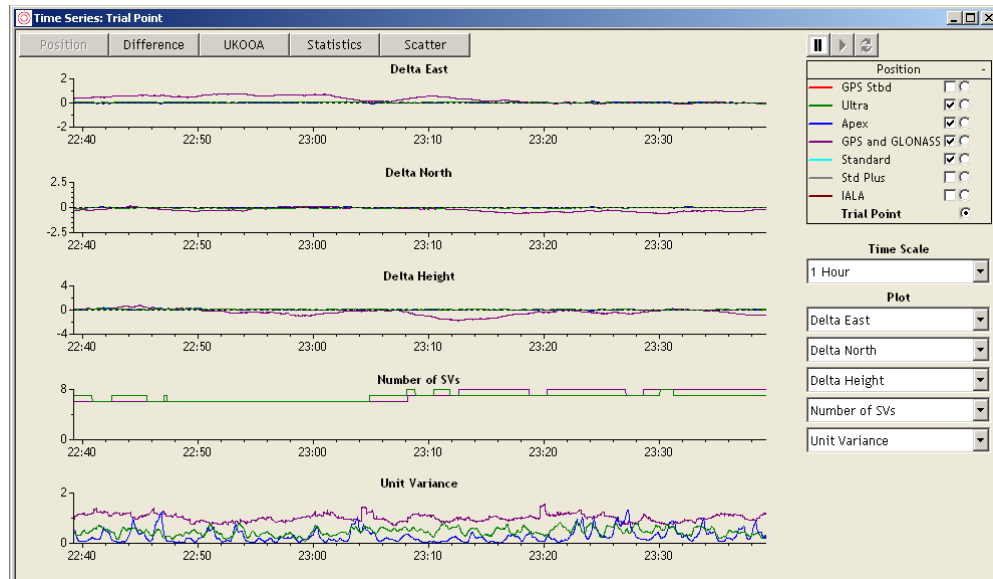 Time Series: Trial Point
Position Difference UKOOA Statistics Scatter
Delta East
2
0
-2
22:40 22:50 23:00 23:10 23:20 23:30
Delta North
2.5
0
-2.5
22:40 22:50 23:00 23:10 23:20 23:30
Delta Height
4
0
-4
22:40 22:50 23:00 23:10 23:20 23:30
Number of SVs
8
0
22:40 22:50 23:00 23:10 23:20 23:30
Unit Variance
2
1
0
22:40 22:50 23:00 23:10 23:20 23:30
Position -
GPS Stbd
Ultra
Apex
GPS and GLONASS
Standard
Std Plus
IALA
Trial Point
Time Scale
1 Hour
Plot
Delta East
Delta North
Delta Height
Number of SVs
Unit Variance